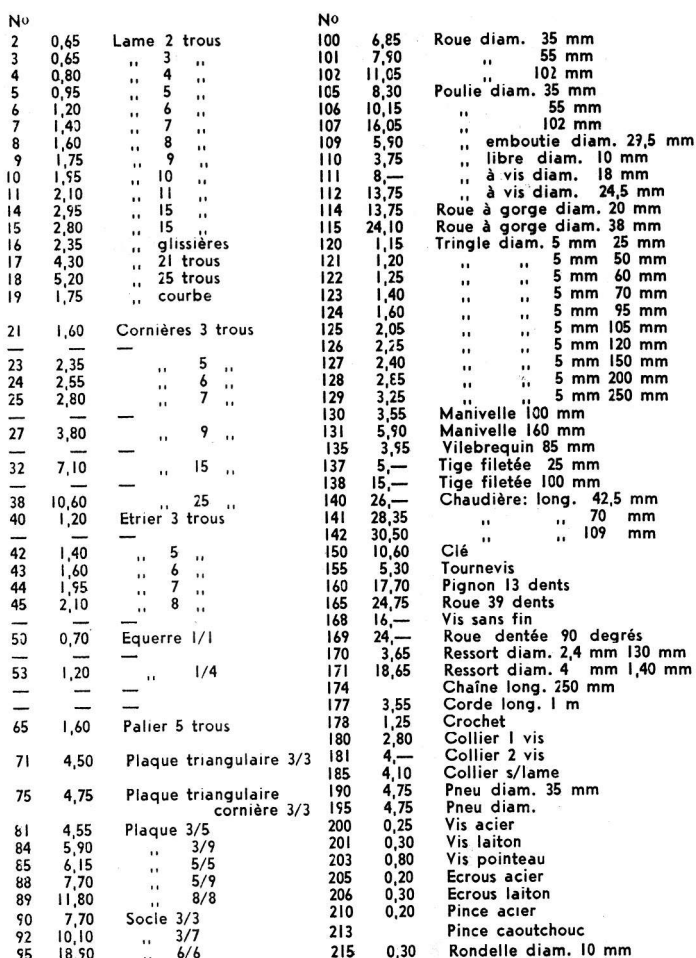 No
2 0,65 Lame 2 trous
3 0,65 ,, 3 ,,
4 0,80 ,, 4 ,,
5 0,95 ,, 5 ,,
6 1,20 ,, 6 ,,
7 1,40 ,, 7 ,,
8 1,60 ,, 8 ,,
9 1,75 ,, 9 ,,
10 1,95 ,, 10 ,,
11 2,10 ,, 11 ,,
14 2,95 ,, 15 ,,
15 2,80 ,, 15 ,,
16 2,35 ,, glissières
17 4,30 ,, 21 trous
18 5,20 ,, 25 trous
19 1,75 ,, courbe
21 1,60 Cornières 3 trous
— — —
23 2,35 ,, 5 ,,
24 2,55 ,, 6 ,,
25 2,80 ,, 7 ,,
— — —
27 3,80 ,, 9 ,,
— — —
32 7,10 ,, 15 ,,
— — —
38 10,60 ,, 25 ,,
40 1,20 Etrier 3 trous
— — —
42 1,40 ,, 5 ,,
43 1,60 ,, 6 ,,
44 1,95 ,, 7 ,,
45 2,10 ,, 8 ,,
— — —
50 0,70 Equerre 1/1
— — —
53 1,20 ,, 1/4
— — —
— — —
65 1,60 Palier 5 trous
71 4,50 Plaque triangulaire 3/3
75 4,75 Plaque triangulaire
cornière 3/3
81 4,55 Plaque 3/5
84 5,90 ,, 3/9
85 6,15 ,, 5/5
88 7,70 ,, 5/9
89 11,80 ,, 8/8
90 7,70 Socle 3/3
92 10,10 ,, 3/7
95 18,90 ,, 6/6
No
100 6,85 Roue diam. 35 mm
101 7,90 ,, 55 mm
102 11,05 ,, 102 mm
105 8,30 Poulie diam. 35 mm
106 10,15 ,, 55 mm
107 16,05 ,, 102 mm
109 5,90 ,, emboutie diam. 29,5 mm
110 3,75 ,, libre diam. 10 mm
111 8,— ,, à vis diam. 18 mm
112 13,75 ,, à vis diam. 24,5 mm
114 13,75 Roue à gorge diam. 20 mm
115 24,10 Roue à gorge diam. 38 mm
120 1,15 Tringle diam. 5 mm 25 mm
121 1,20 ,, ,, 5 mm 50 mm
122 1,25 ,, ,, 5 mm 60 mm
123 1,40 ,, ,, 5 mm 70 mm
124 1,60 ,, ,, 5 mm 95 mm
125 2,05 ,, ,, 5 mm 105 mm
126 2,25 ,, ,, 5 mm 120 mm
127 2,40 ,, ,, 5 mm 150 mm
128 2,85 ,, ,, 5 mm 200 mm
129 3,25 ,, ,, 5 mm 250 mm
130 3,55 Manivelle 100 mm
131 5,90 Manivelle 160 mm
135 3,95 Vilebrequin 85 mm
137 5,— Tige filetée 25 mm
138 15,— Tige filetée 100 mm
140 26,— Chaudière: long. 42,5 mm
141 28,35 ,, ,, 70 mm
142 30,50 ,, ,, 109 mm
150 10,60 Clé
155 5,30 Tournevis
160 17,70 Pignon 13 dents
165 24,75 Roue 39 dents
168 16,— Vis sans fin
169 24,— Roue dentée 90 degrés
170 3,65 Ressort diam. 2,4 mm 130 mm
171 18,65 Ressort diam. 4 mm 1,40 mm
174 Chaîne long. 250 mm
177 3,55 Corde long. 1 m
178 1,25 Crochet
180 2,80 Collier 1 vis
181 4,— Collier 2 vis
185 4,10 Collier s/lame
190 4,75 Pneu diam. 35 mm
195 4,75 Pneu diam.
200 0,25 Vis acier
201 0,30 Vis laiton
203 0,80 Vis pointeau
205 0,20 Ecrous acier
206 0,30 Ecrous laiton
210 0,20 Pince acier
213 Pince caoutchouc
215 0,30 Rondelle diam. 10 mm